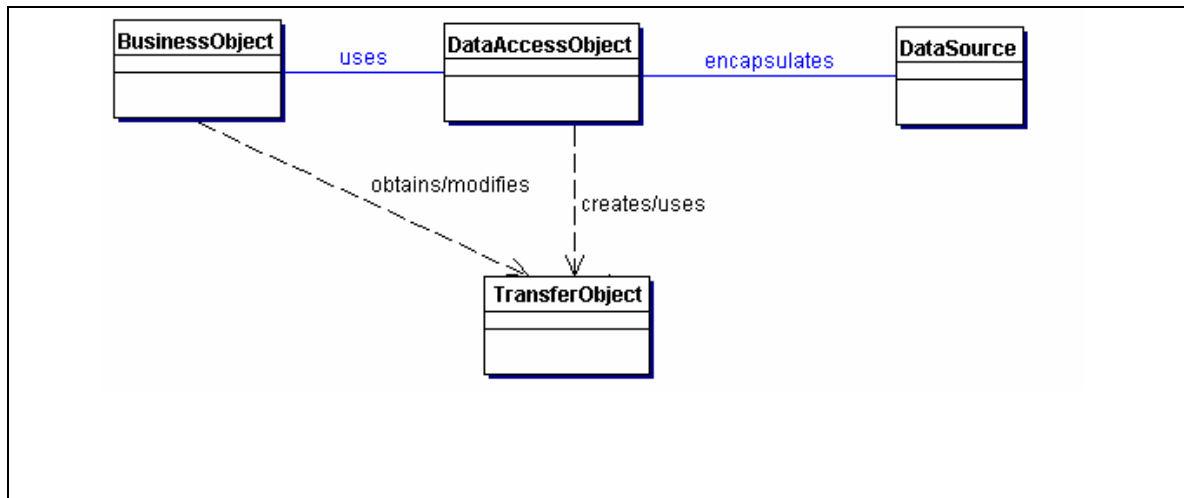 BusinessObject
uses
DataAccessObject
encapsulates
DataSource
obtains/modifies
creates/uses
TransferObject